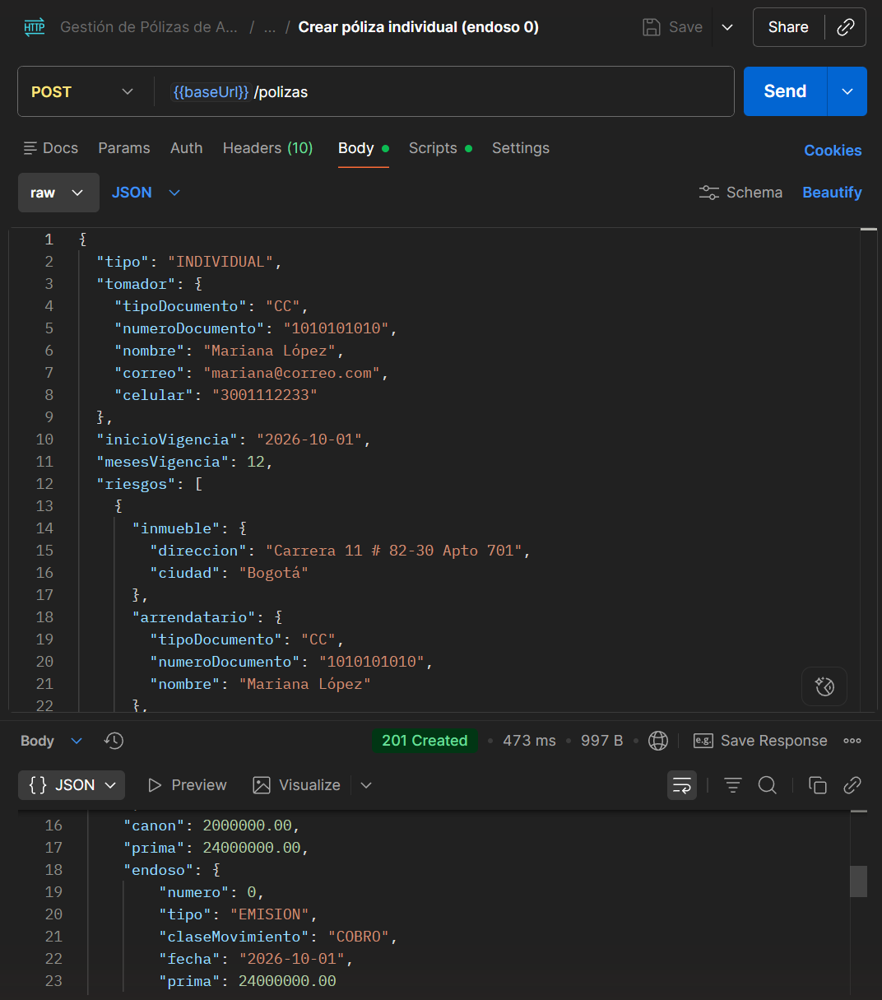 HTTP Gestión de Pólizas de A... / ... / Crear póliza individual (endoso 0) Save Share
POST {{baseUrl}} /polizas Send
Docs Params Auth Headers (10) Body Scripts Settings Cookies
raw JSON Schema Beautify
1 {
2 "tipo": "INDIVIDUAL",
3 "tomador": {
4 "tipoDocumento": "CC",
5 "numeroDocumento": "1010101010",
6 "nombre": "Mariana López",
7 "correo": "mariana@correo.com",
8 "celular": "3001112233"
9 },
10 "inicioVigencia": "2026-10-01",
11 "mesesVigencia": 12,
12 "riesgos": [
13 {
14 "inmueble": {
15 "direccion": "Carrera 11 # 82-30 Apto 701",
16 "ciudad": "Bogotá"
17 },
18 "arrendatario": {
19 "tipoDocumento": "CC",
20 "numeroDocumento": "1010101010",
21 "nombre": "Mariana López"
22 },
Body 201 Created • 473 ms • 997 B • e.g. Save Response
{} JSON Preview Visualize
16 "canon": 2000000.00,
17 "prima": 24000000.00,
18 "endoso": {
19 "numero": 0,
20 "tipo": "EMISION",
21 "claseMovimiento": "COBRO",
22 "fecha": "2026-10-01",
23 "prima": 24000000.00